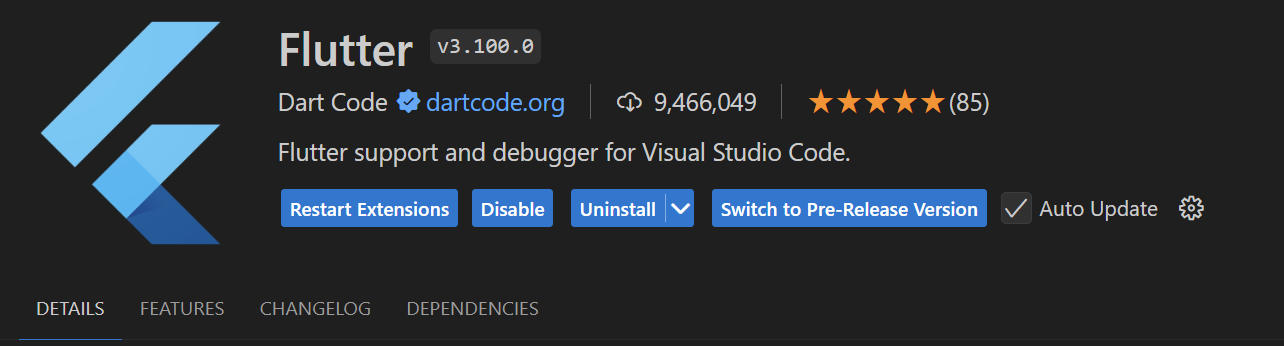 Flutter v3.100.0
Dart Code dartcode.org 9,466,049 (85)
Flutter support and debugger for Visual Studio Code.
Restart Extensions Disable Uninstall Switch to Pre-Release Version Auto Update
DETAILS FEATURES CHANGELOG DEPENDENCIES